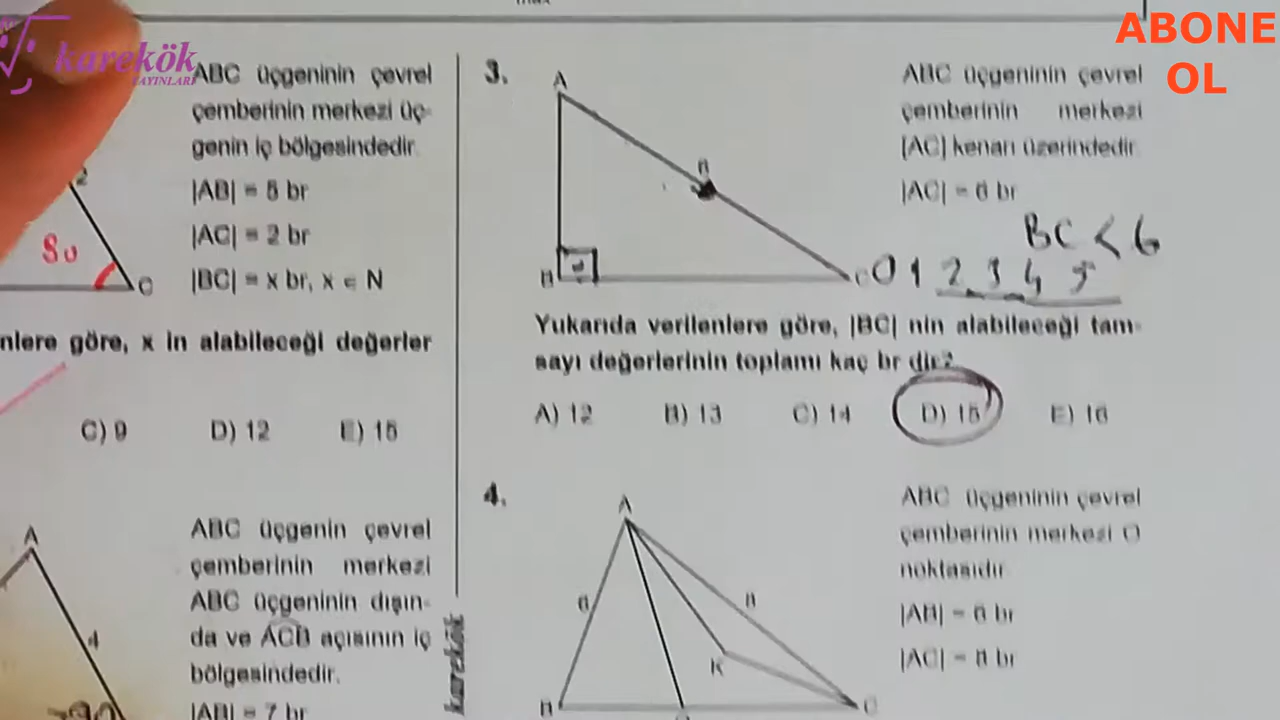 ABONE
OL
karekök
YAYINLARI
ABC üçgeninin çevrel
çemberinin merkezi üç-
genin iç bölgesindedir.
|AB| = 5 br
|AC| = 2 br
|BC| = x br, x ∈ N
80
C
nlere göre, x in alabileceği değerler
C) 9 D) 12 E) 15
A
4
ABC üçgenin çevrel
çemberinin merkezi
ABC üçgeninin dışın-
da ve ACB açısının iç
bölgesindedir.
|AB| = 7 br
karekök
3.
A
B
C
ABC üçgeninin çevrel
çemberinin merkezi
[AC] kenarı üzerindedir.
|AC| = 6 br
BC < 6
0 1 2 3 4 5
Yukarıda verilenlere göre, |BC| nin alabileceği tam-
sayı değerlerinin toplamı kaç br dir?
A) 12 B) 13 C) 14 D) 15 E) 16
4.
A
6
8
K
B
C
ABC üçgeninin çevrel
çemberinin merkezi O
noktasıdır.
|AB| = 6 br
|AC| = 8 br